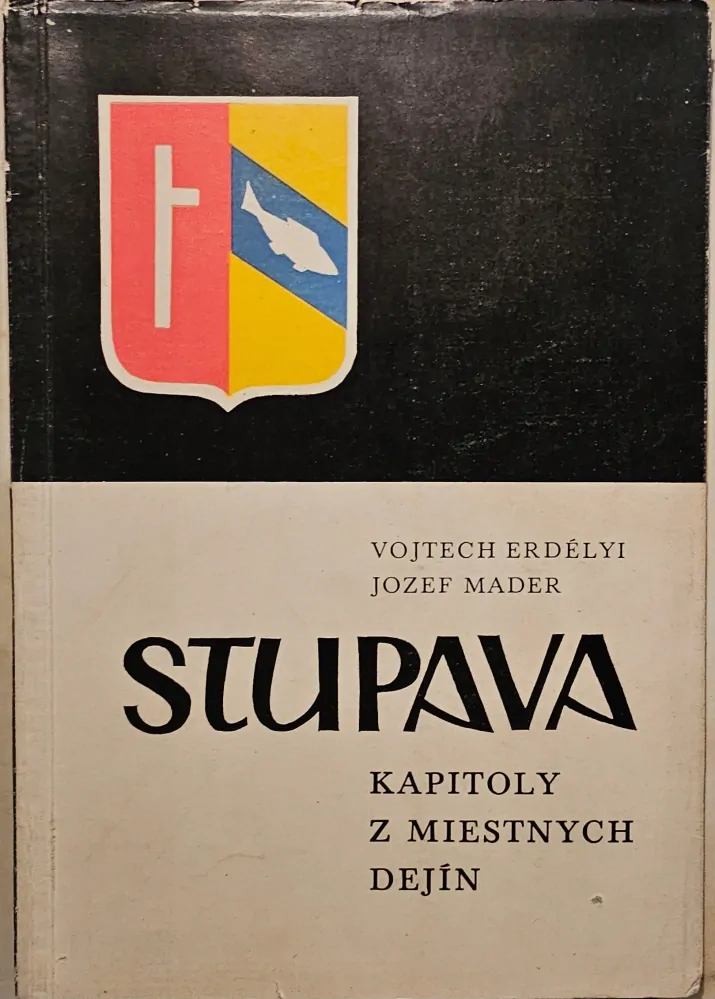 VOJTECH ERDÉLYI
JOZEF MADER
STUPAVA
KAPITOLY
Z MIESTNYCH
DEJÍN